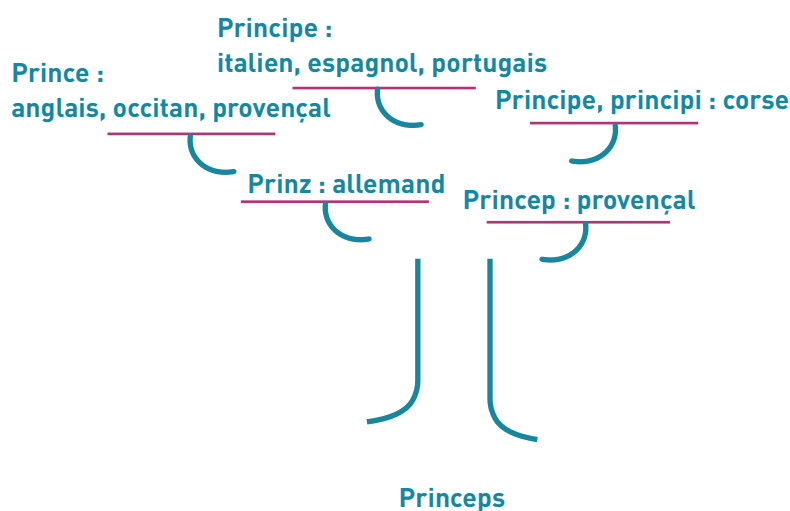 Principe :
italien, espagnol, portugais
Prince :
anglais, occitan, provençal
Principe, principi : corse
Prinz : allemand
Princep : provençal
Princeps